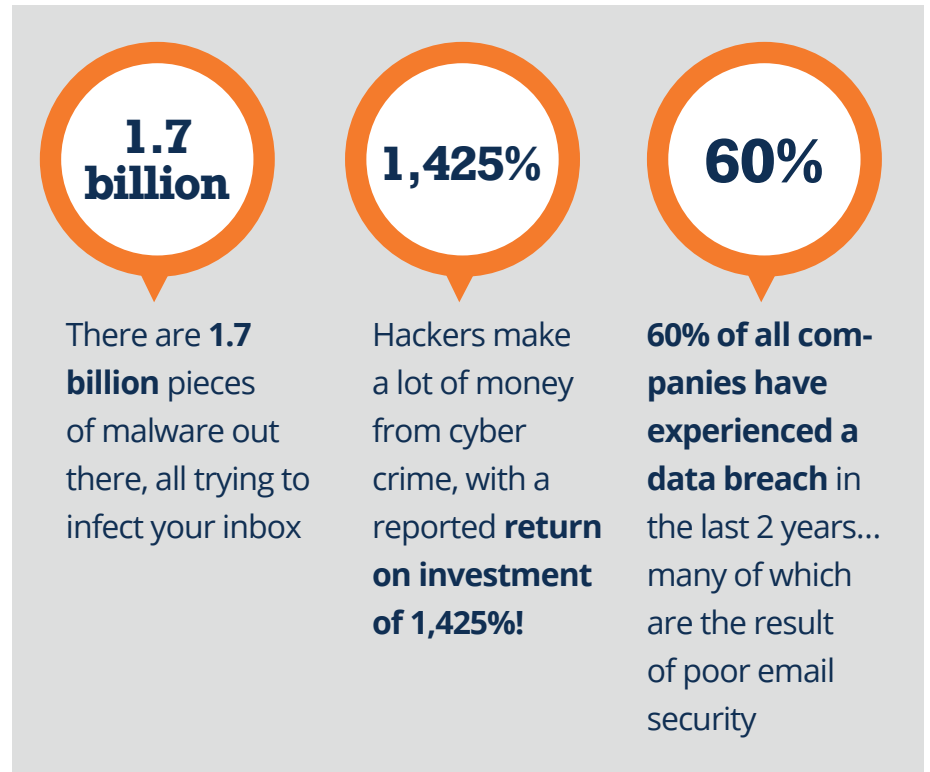 1.7
billion
There are 1.7
billion pieces
of malware out
there, all trying to
infect your inbox
1,425%
Hackers make
a lot of money
from cyber
crime, with a
reported return
on investment
of 1,425%!
60%
60% of all com-
panies have
experienced a
data breach in
the last 2 years...
many of which
are the result
of poor email
security